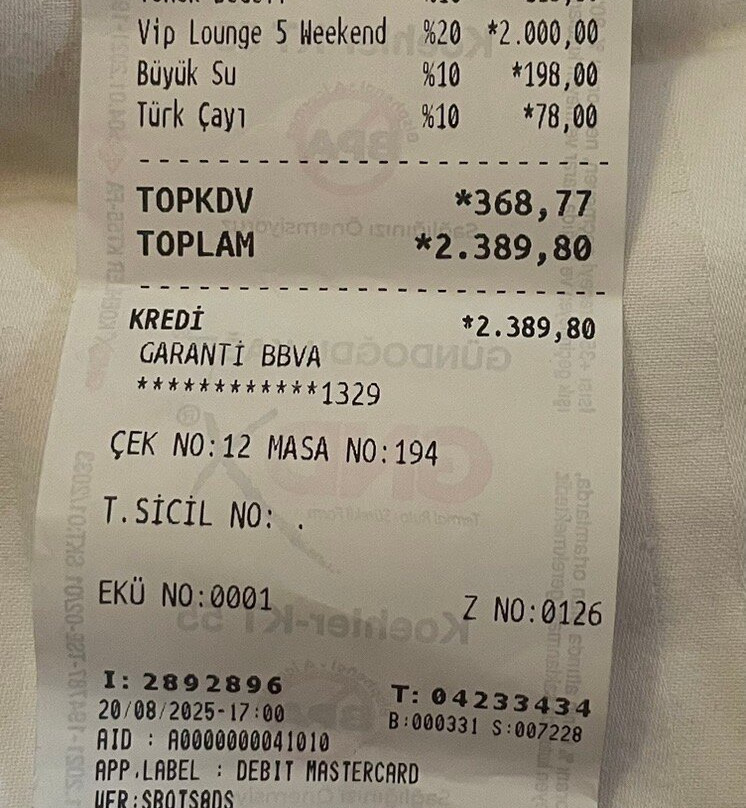 Vip Lounge 5 Weekend %20 *2.000,00
Büyük Su %10 *198,00
Türk Çayı %10 *78,00
TOPKDV *368,77
TOPLAM *2.389,80
KREDİ *2.389,80
GARANTİ BBVA
************1329
ÇEK NO:12 MASA NO:194
T.SİCİL NO: .
EKÜ NO:0001 Z NO:0126
I: 2892896 T: 04233434
20/08/2025-17:00 B:000331 S:007228
AID : A0000000041010
APP.LABEL : DEBIT MASTERCARD